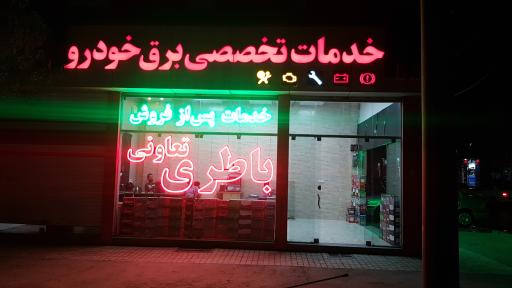 خدمات تخصصی برق خودرو
خدمات پس از فروش
تعاونی
باطری